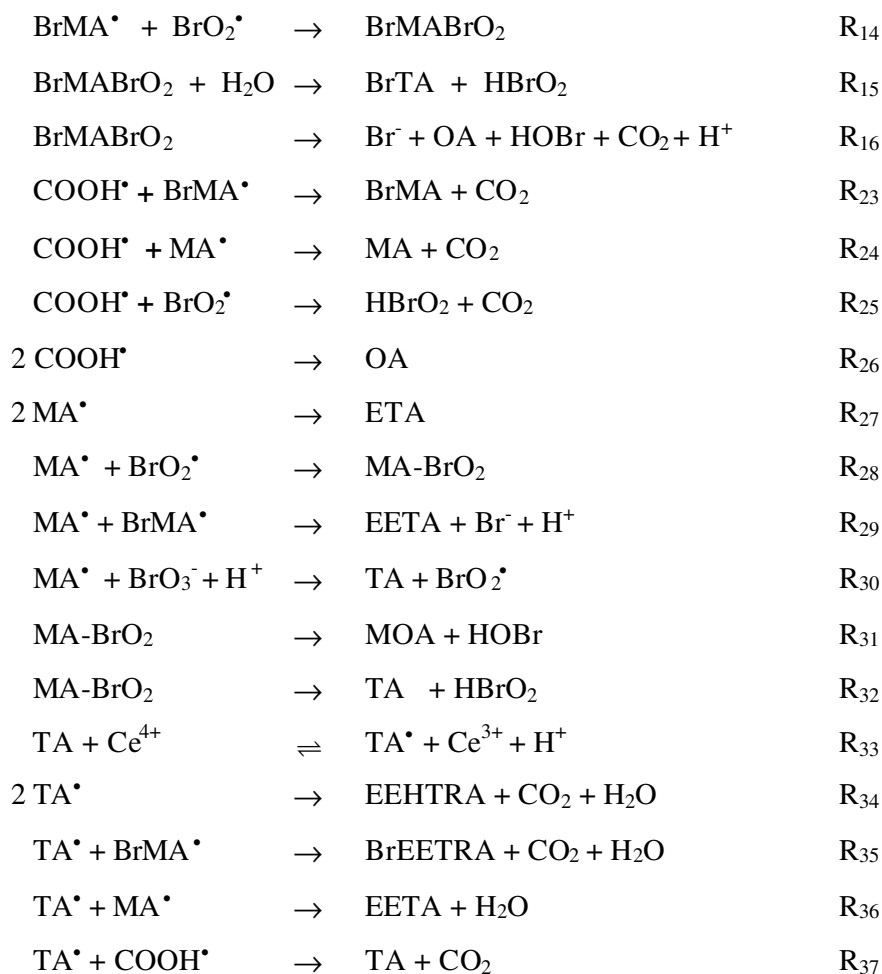 BrMA• + BrO₂• → BrMABrO₂ R₁₄
BrMABrO₂ + H₂O → BrTA + HBrO₂ R₁₅
BrMABrO₂ → Br⁻ + OA + HOBr + CO₂ + H⁺ R₁₆
COOH• + BrMA• → BrMA + CO₂ R₂₃
COOH• + MA• → MA + CO₂ R₂₄
COOH• + BrO₂• → HBrO₂ + CO₂ R₂₅
2 COOH• → OA R₂₆
2 MA• → ETA R₂₇
MA• + BrO₂• → MA-BrO₂ R₂₈
MA• + BrMA• → EETA + Br⁻ + H⁺ R₂₉
MA• + BrO₃⁻ + H⁺ → TA + BrO₂• R₃₀
MA-BrO₂ → MOA + HOBr R₃₁
MA-BrO₂ → TA + HBrO₂ R₃₂
TA + Ce⁴⁺ ⇌ TA• + Ce³⁺ + H⁺ R₃₃
2 TA• → EEHTRA + CO₂ + H₂O R₃₄
TA• + BrMA• → BrEETRA + CO₂ + H₂O R₃₅
TA• + MA• → EETA + H₂O R₃₆
TA• + COOH• → TA + CO₂ R₃₇